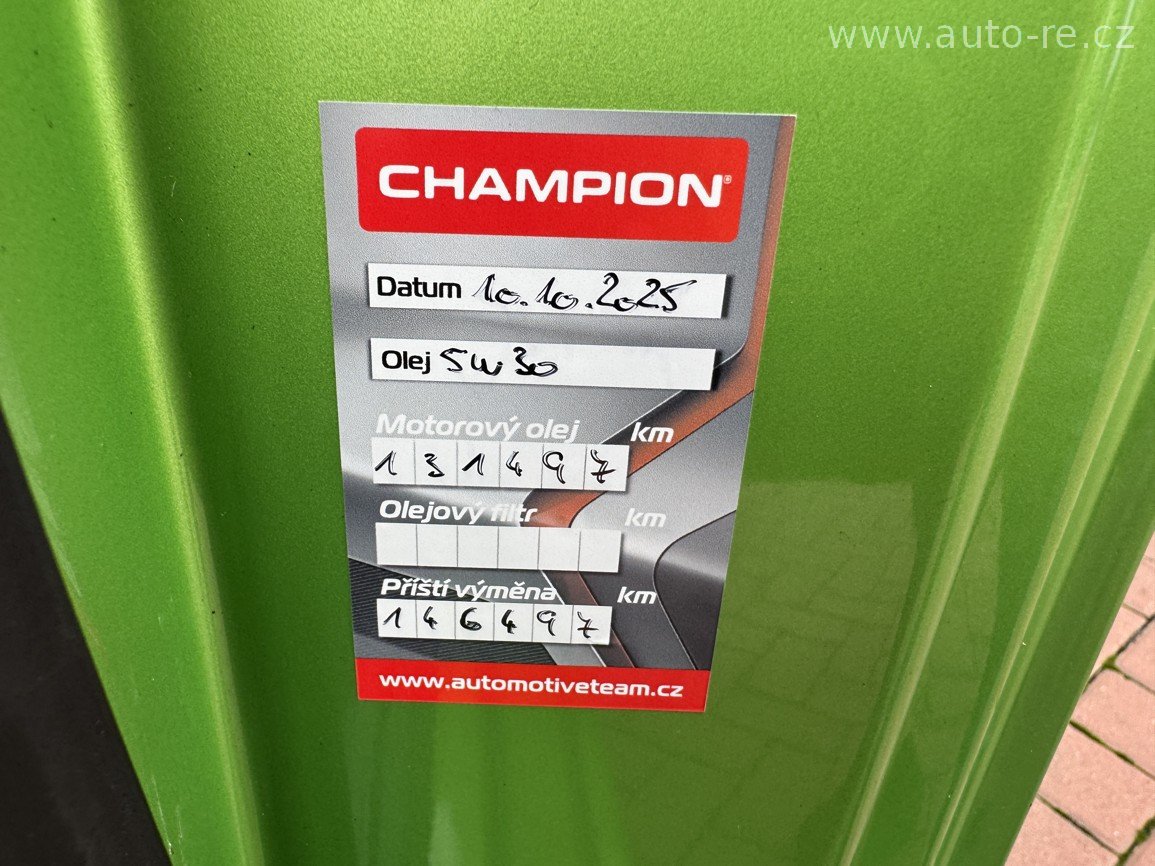 www.auto-re.cz
CHAMPION®
Datum 10.10.2025
Olej 5W30
Motorový olej km
131497
Olejový filtr km
Příští výměna km
146497
www.automotiveteam.cz